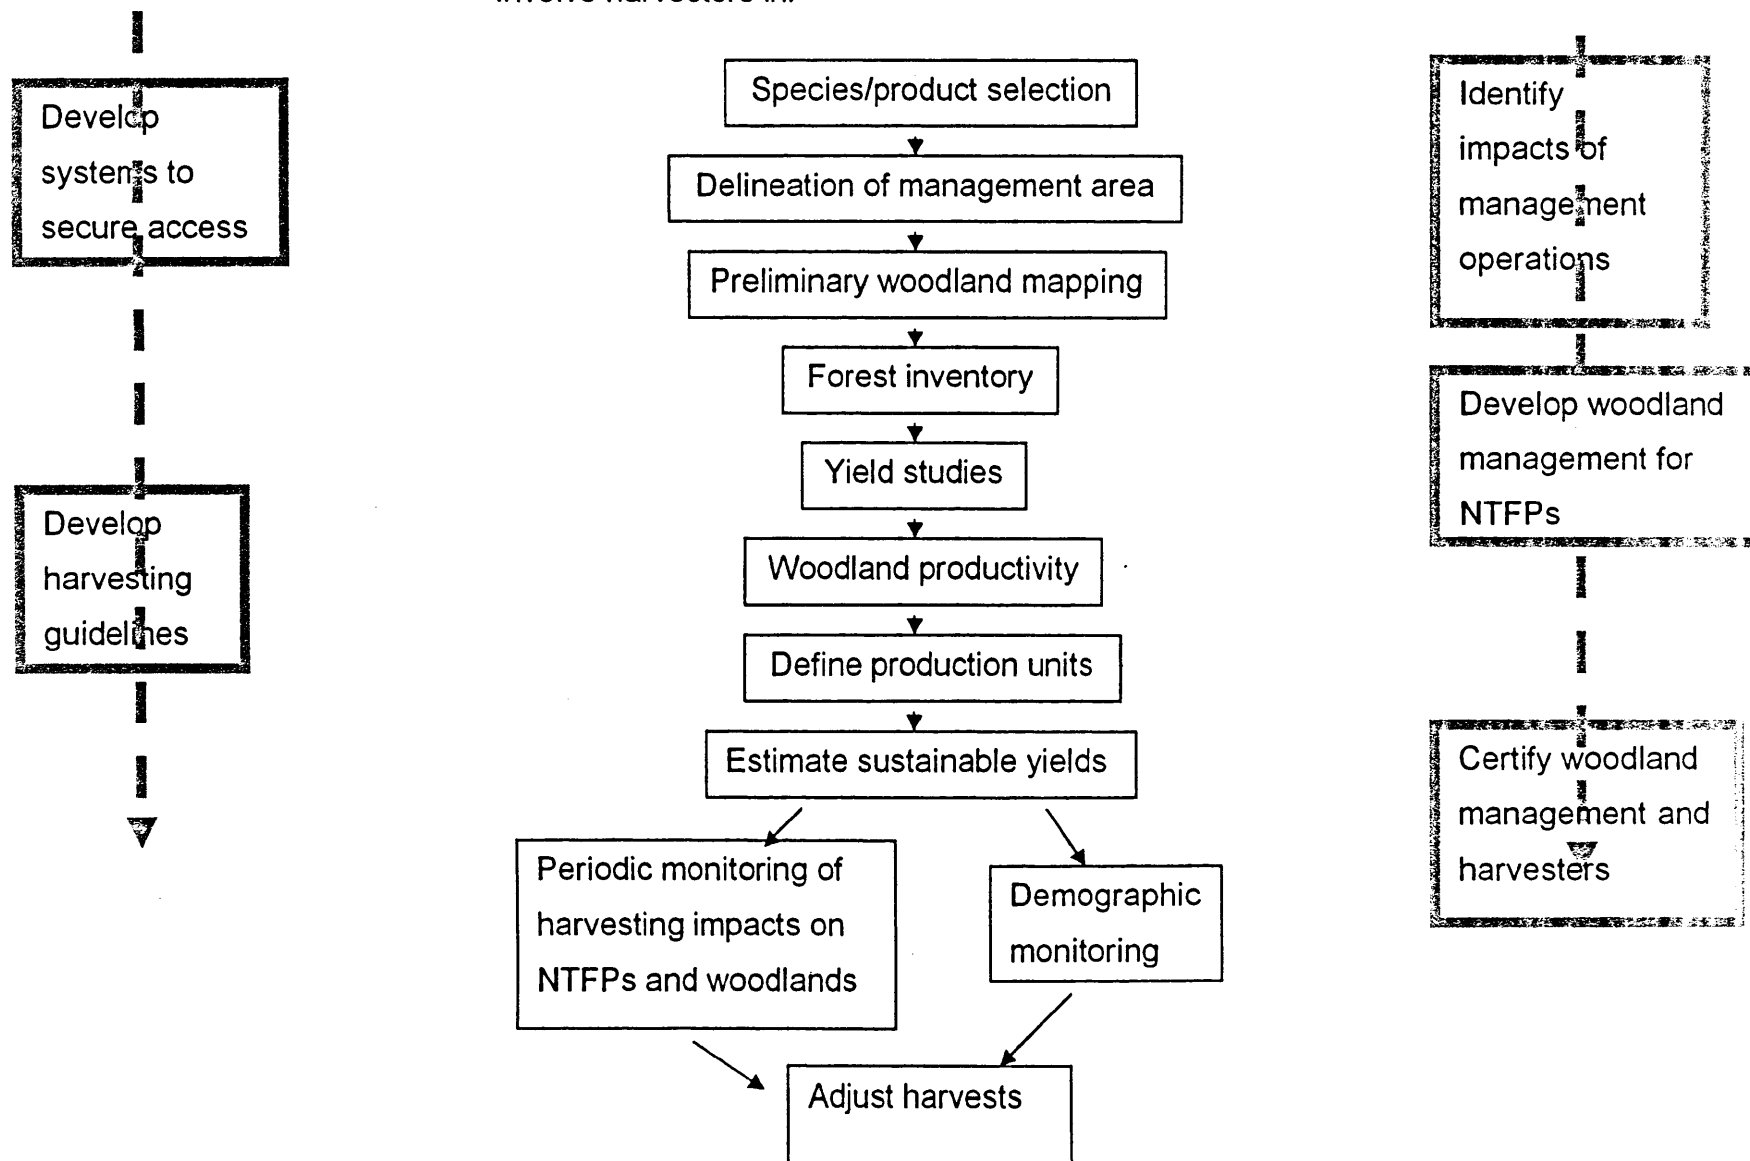 involve harvesters in:
Develop
systems to
secure access
Develop
harvesting
guidelines
Species/product selection
Delineation of management area
Preliminary woodland mapping
Forest inventory
Yield studies
Woodland productivity
Define production units
Estimate sustainable yields
Periodic monitoring of
harvesting impacts on
NTFPs and woodlands
Demographic
monitoring
Adjust harvests
Identify
impacts of
management
operations
Develop woodland
management for
NTFPs
Certify woodland
management and
harvesters